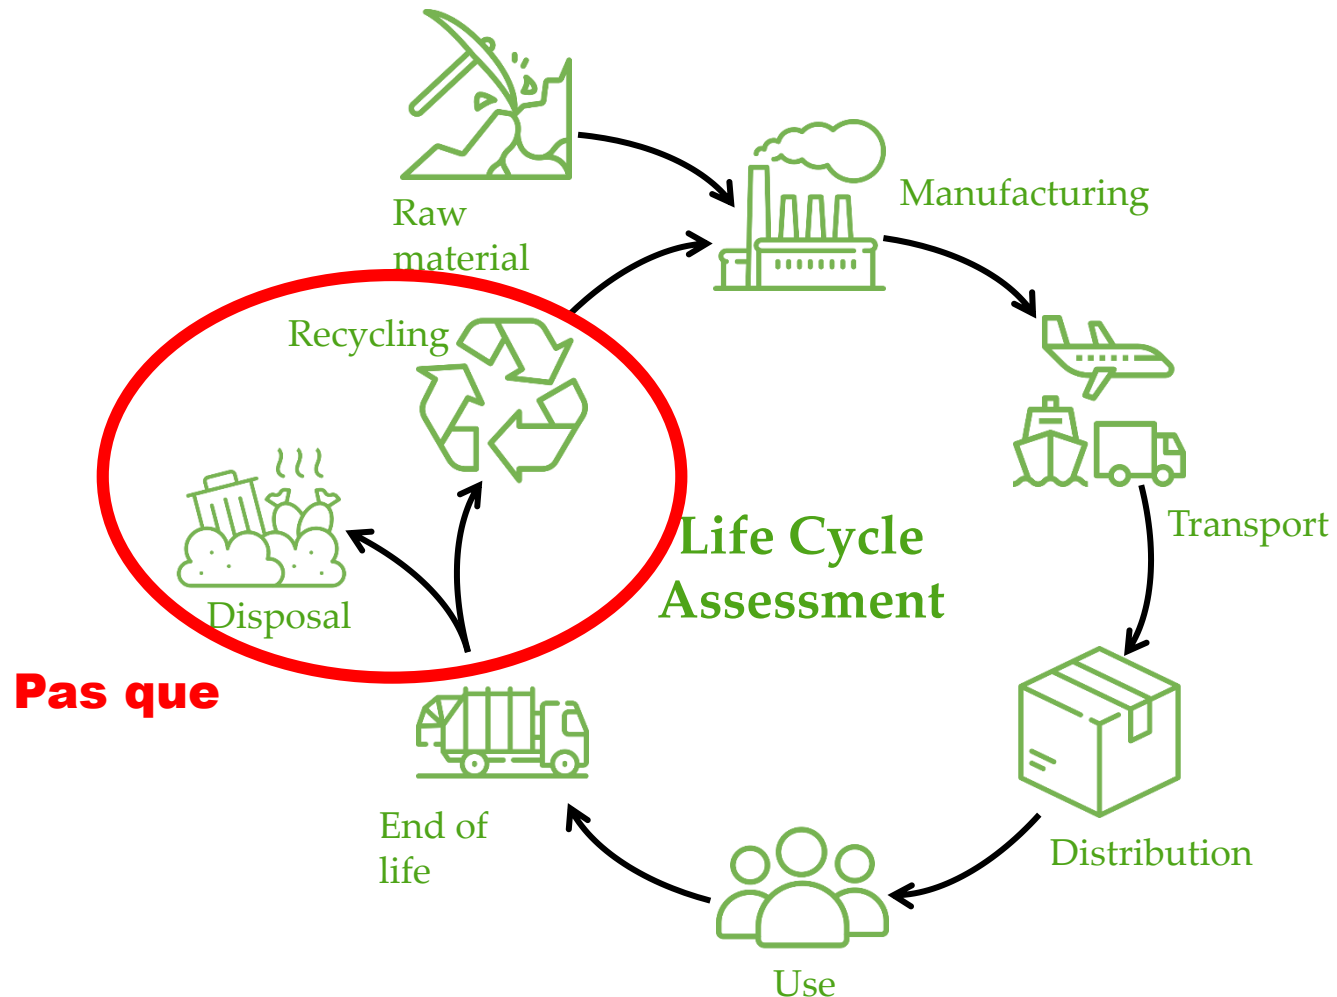 Raw
material
Manufacturing
Recycling
Transport
Life Cycle
Assessment
Disposal
Pas que
End of
life
Distribution
Use